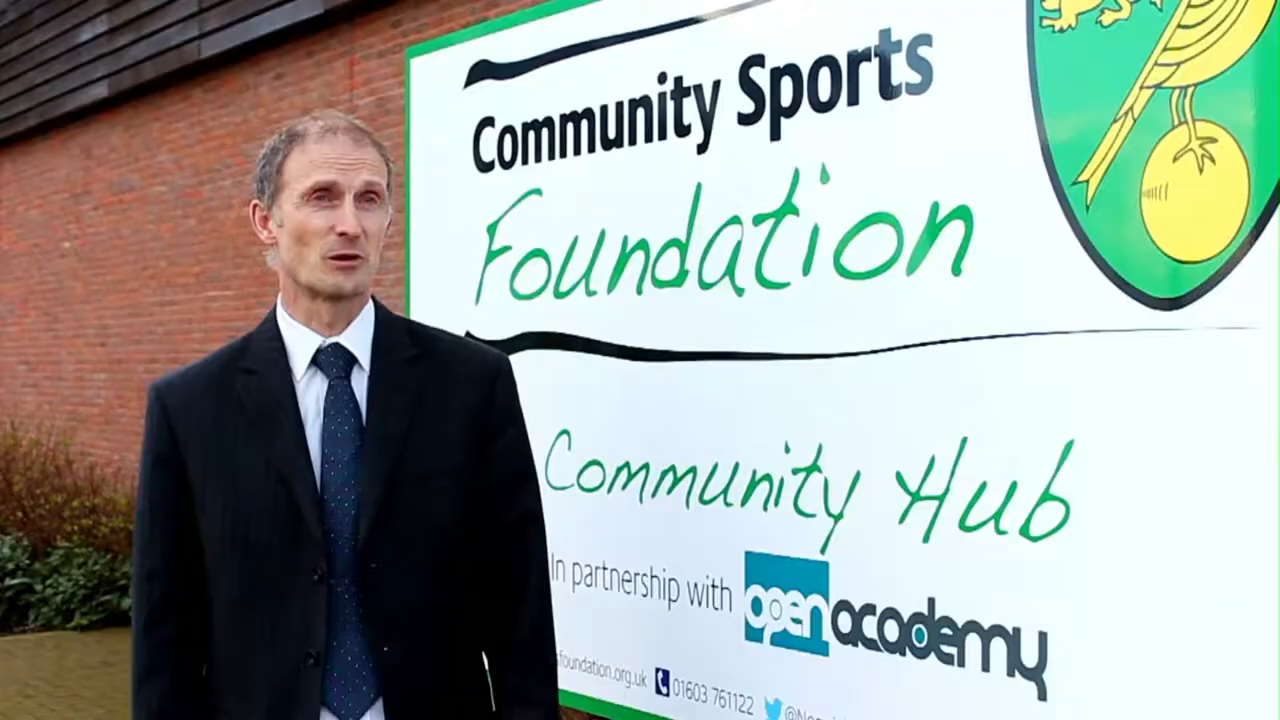 Community Sports
Foundation
Community Hub
In partnership with open academy
foundation.org.uk 01603 761122